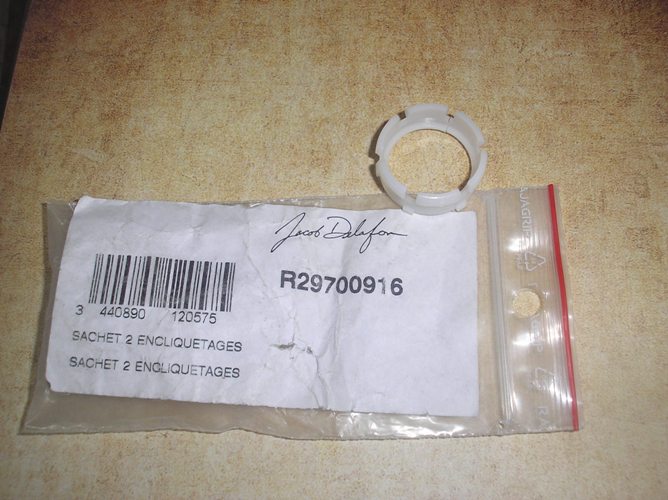 Jacob Delafon
R29700916
3 440890 120575
SACHET 2 ENCLIQUETAGES
SACHET 2 ENCLIQUETAGES